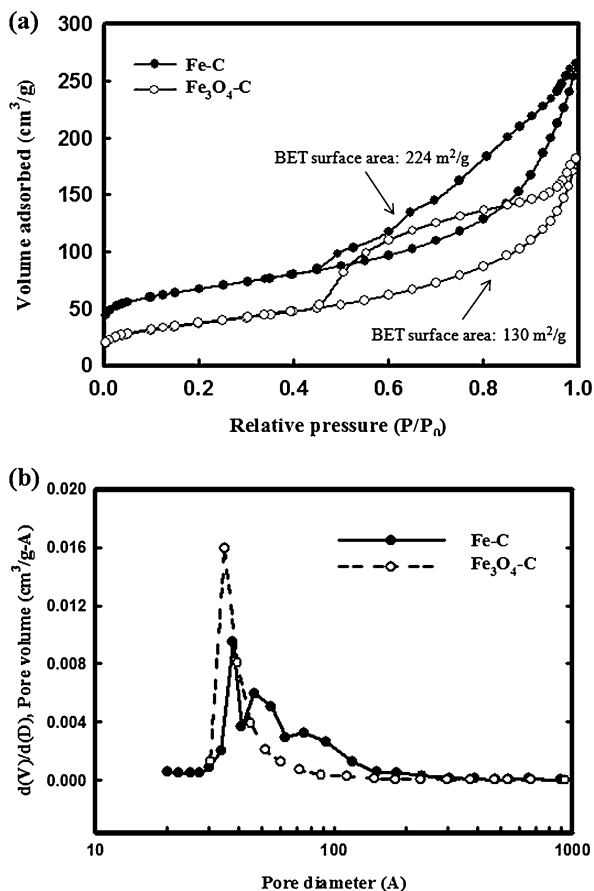 (a)
300
250
200
150
100
50
0
Volume adsorbed (cm³/g)
Fe-C
Fe₃O₄-C
BET surface area: 224 m²/g
BET surface area: 130 m²/g
0.0 0.2 0.4 0.6 0.8 1.0
Relative pressure (P/P₀)
(b)
0.020
0.016
0.012
0.008
0.004
0.000
d(V)/d(D), Pore volume (cm³/g-A)
Fe-C
Fe₃O₄-C
10 100 1000
Pore diameter (A)